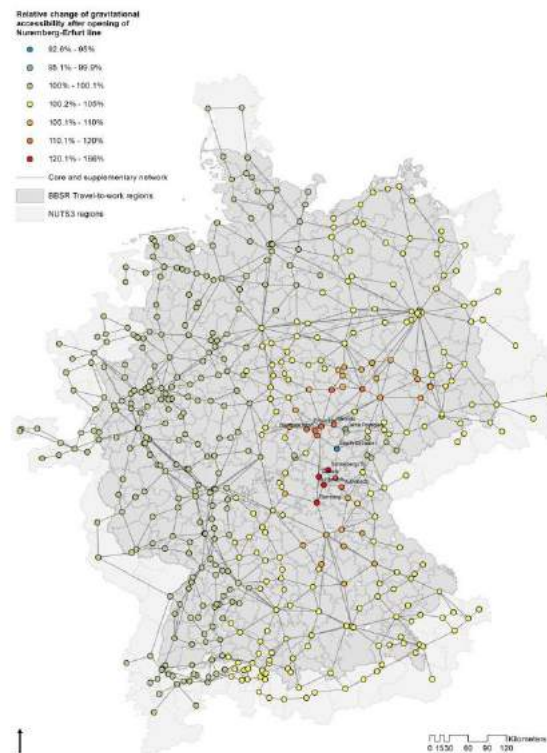 Relative change of gravitational
accessibility after opening of
Nuremberg-Erfurt line
92.6% - 95%
95.1% - 99.9%
100% - 100.1%
100.2% - 105%
105.1% - 110%
110.1% - 120%
120.1% - 166%
Core and supplementary network
BBSR Travel-to-work regions
NUTS3 regions
Kilometers
0 15 30 60 90 120